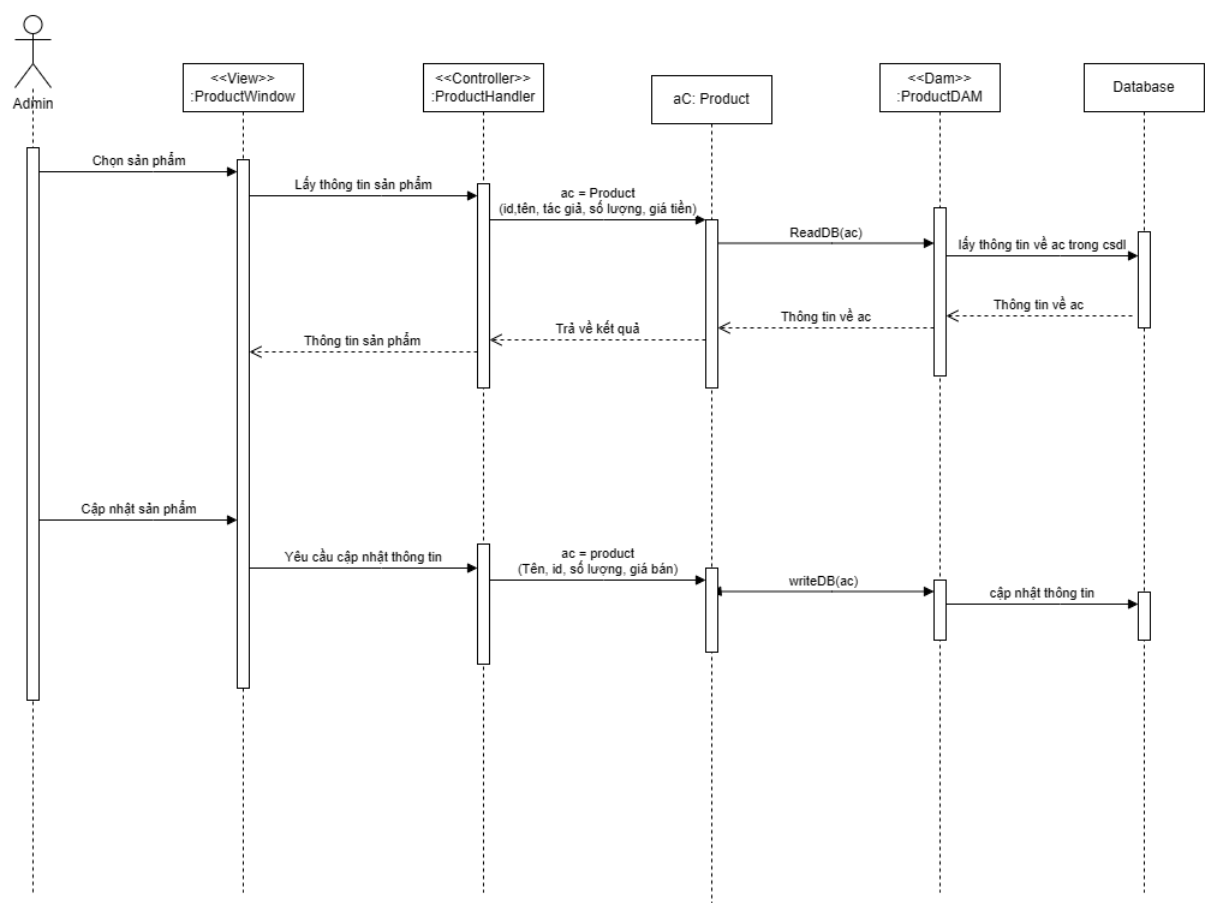 Admin
<<View>>
:ProductWindow
<<Controller>>
:ProductHandler
aC: Product
<<Dam>>
:ProductDAM
Database
Chọn sản phẩm
Lấy thông tin sản phẩm
ac = Product
(id,tên, tác giả, số lượng, giá tiền)
ReadDB(ac)
lấy thông tin về ac trong csdl
Thông tin về ac
Thông tin về ac
Trả về kết quả
Thông tin sản phẩm
Cập nhật sản phẩm
Yêu cầu cập nhật thông tin
ac = product
(Tên, id, số lượng, giá bán)
writeDB(ac)
cập nhật thông tin